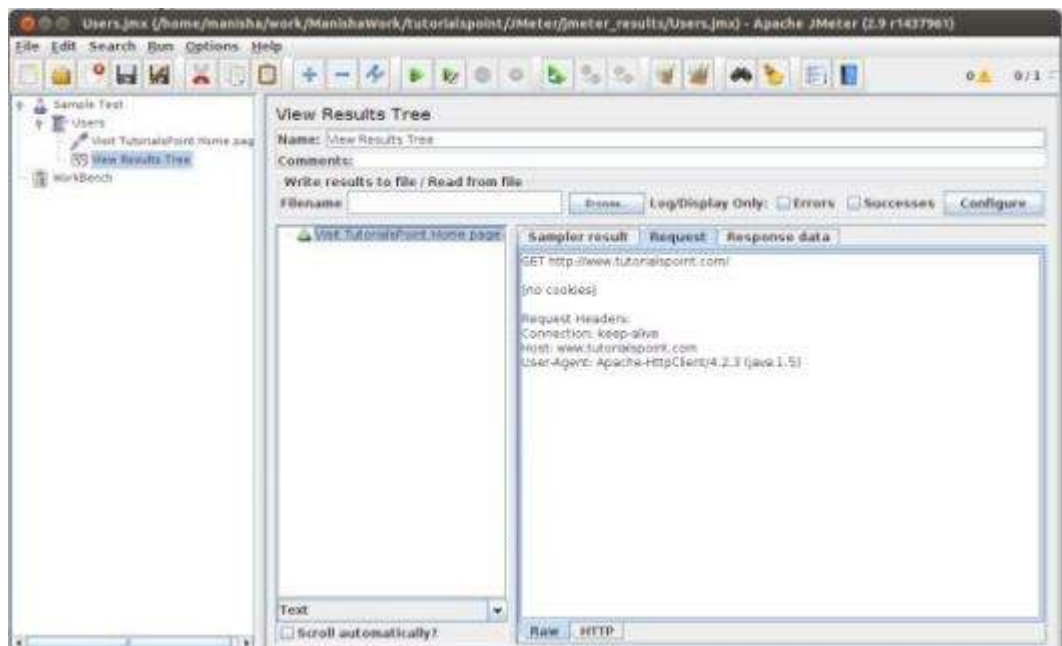 Users.jmx (/home/manisha/work/ManishaWork/tutorialspoint/JMeter/jmeter_results/Users.jmx) - Apache JMeter (2.9 r1437961)
File Edit Search Run Options Help
0 0/1
Sample Test
Users
Visit TutorialsPoint Home pag
View Results Tree
WorkBench
View Results Tree
Name: View Results Tree
Comments:
Write results to file / Read from file
Filename Browse... Log/Display Only: Errors Successes Configure
Visit TutorialsPoint Home page
Sampler result Request Response data
GET http://www.tutorialspoint.com/
[no cookies]
Request Headers:
Connection: keep-alive
Host: www.tutorialspoint.com
User-Agent: Apache-HttpClient/4.2.3 (java 1.5)
Text
Scroll automatically?
Raw HTTP